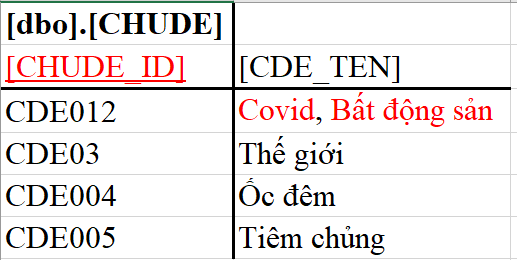 [dbo].[CHUDE]
[CHUDE_ID] [CDE_TEN]
CDE012 Covid, Bất động sản
CDE03 Thế giới
CDE004 Ốc đêm
CDE005 Tiêm chủng